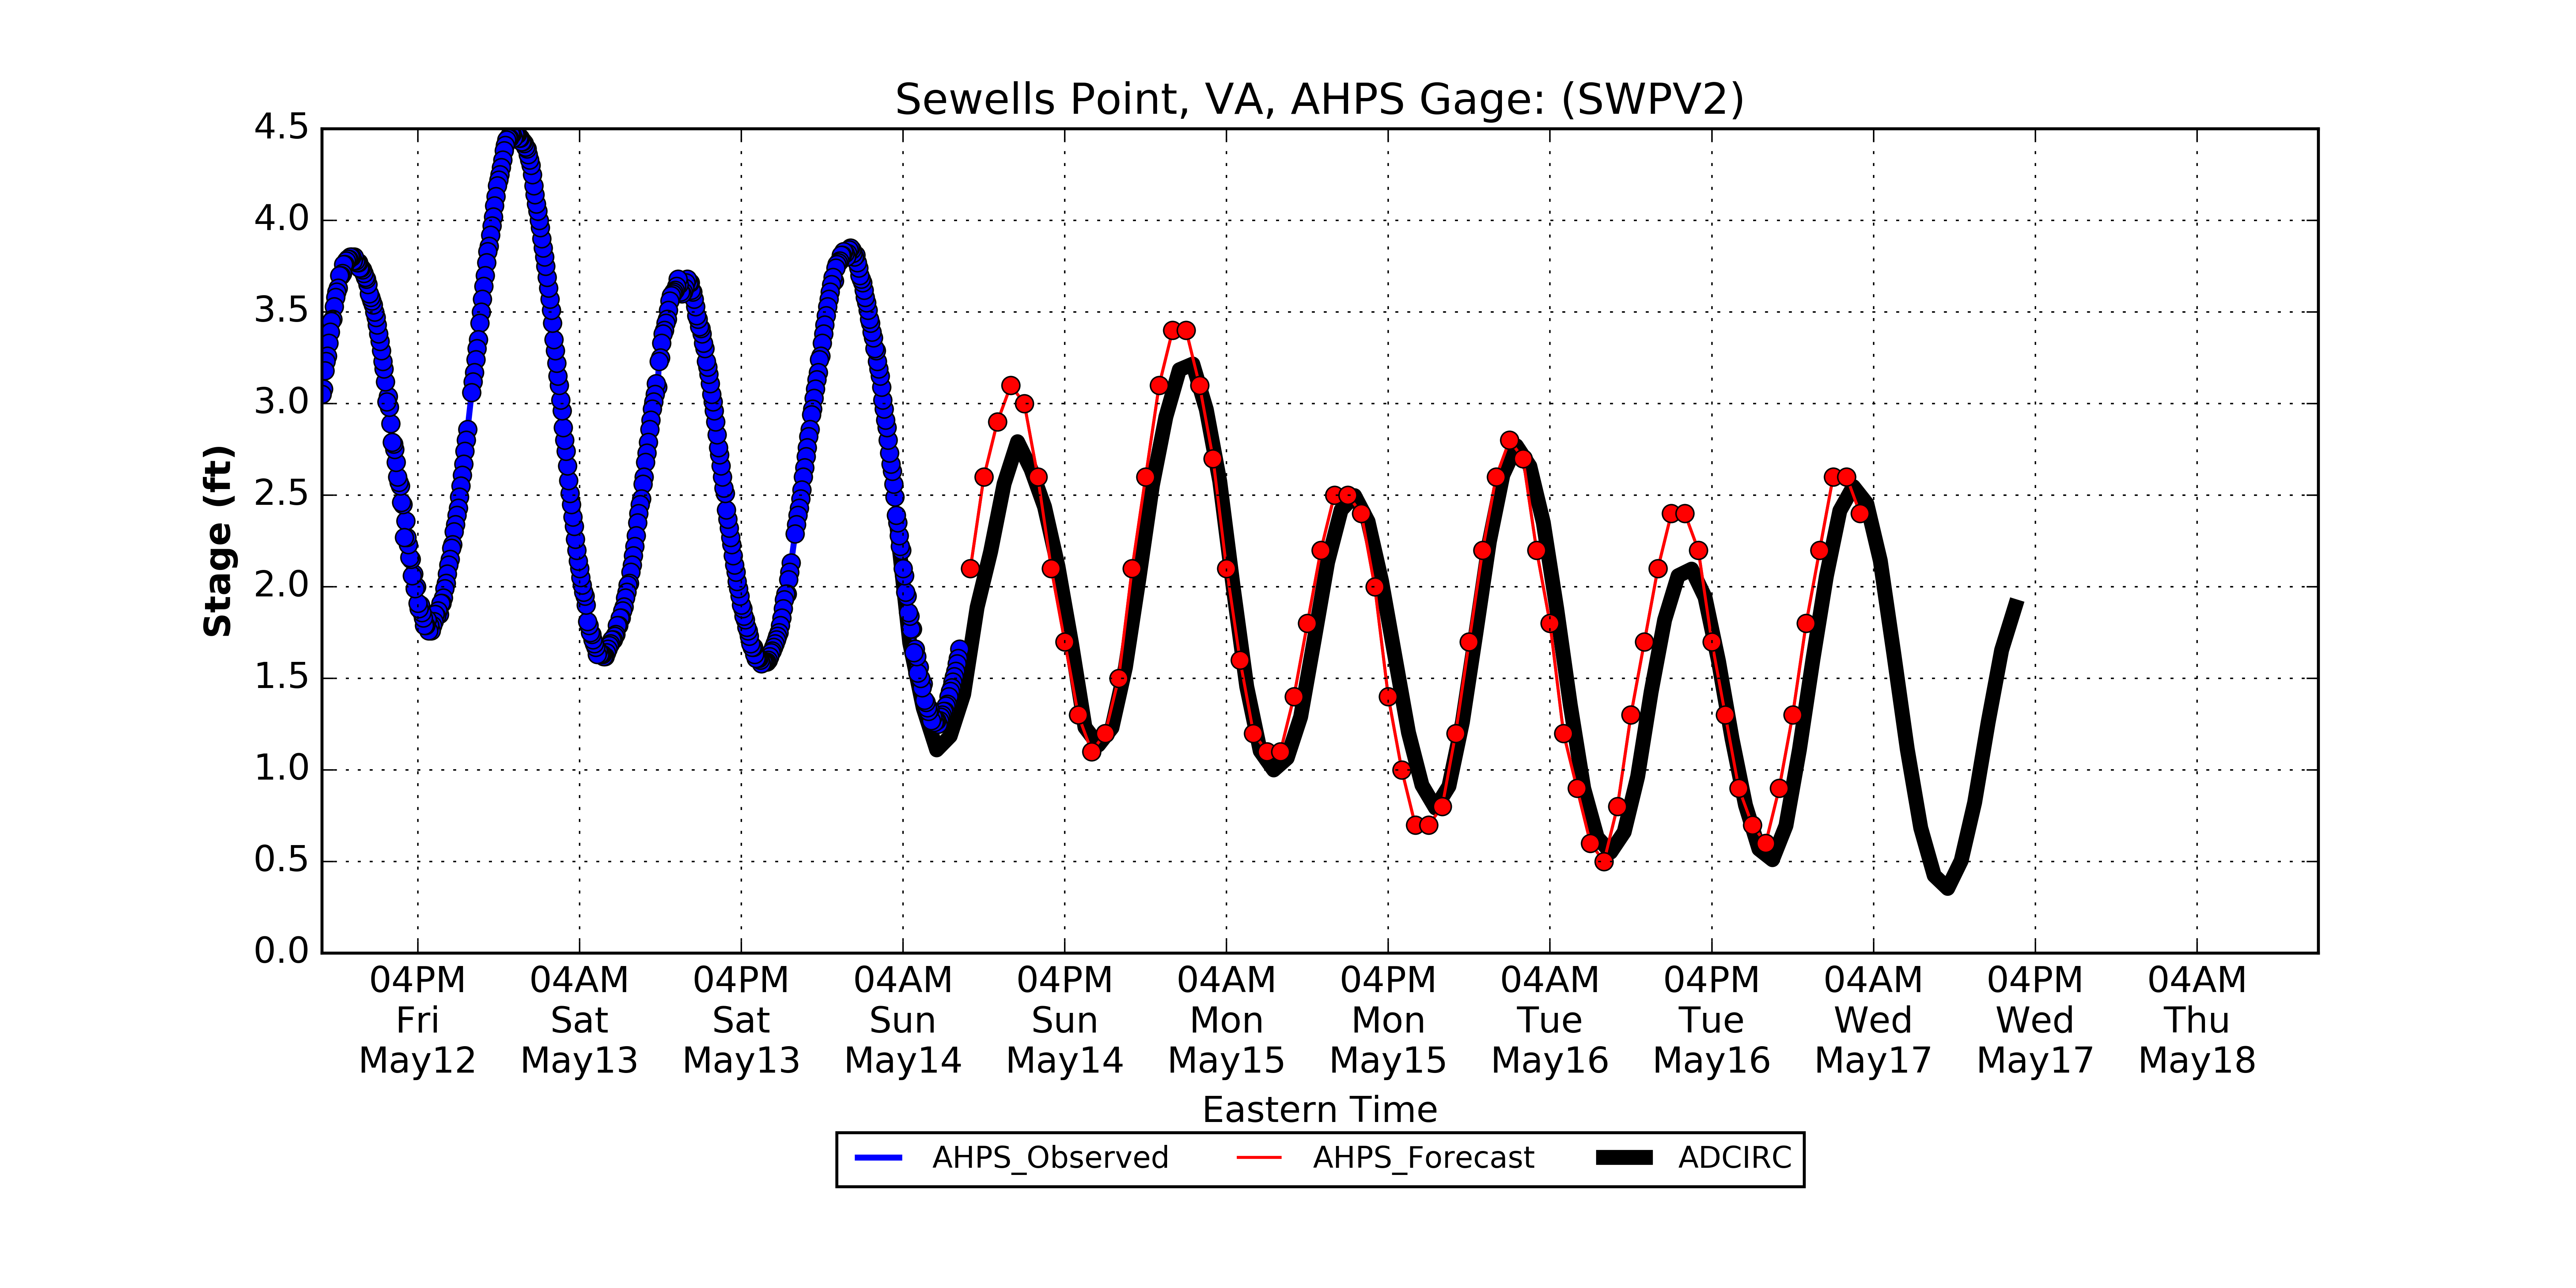 Sewells Point, VA, AHPS Gage: (SWPV2)
4.5
4.0
3.5
3.0
2.5
2.0
1.5
1.0
0.5
0.0
Stage (ft)
04PM 04AM 04PM 04AM 04PM 04AM 04PM 04AM 04PM 04AM 04PM 04AM
Fri Sat Sat Sun Sun Mon Mon Tue Tue Wed Wed Thu
May12 May13 May13 May14 May14 May15 May15 May16 May16 May17 May17 May18
Eastern Time
AHPS_Observed AHPS_Forecast ADCIRC